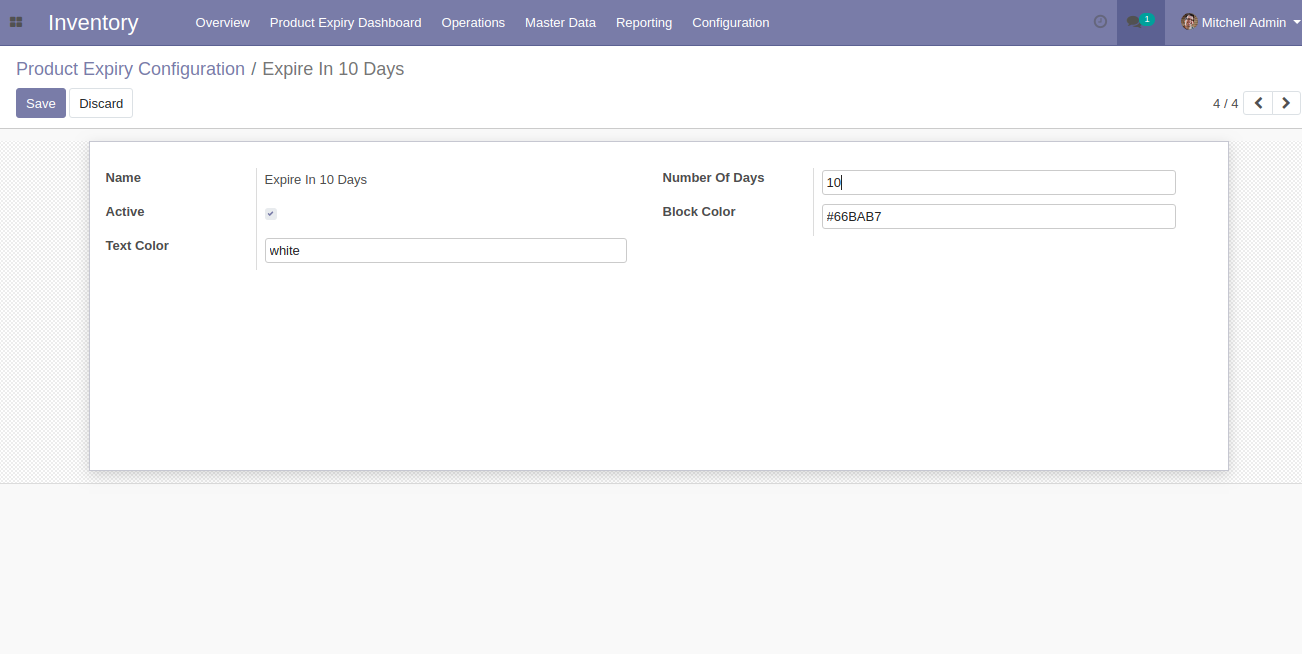 Inventory Overview Product Expiry Dashboard Operations Master Data Reporting Configuration 1 Mitchell Admin
Product Expiry Configuration / Expire In 10 Days
Save Discard 4 / 4
Name Expire In 10 Days Number Of Days 10
Active Block Color #66BAB7
Text Color white